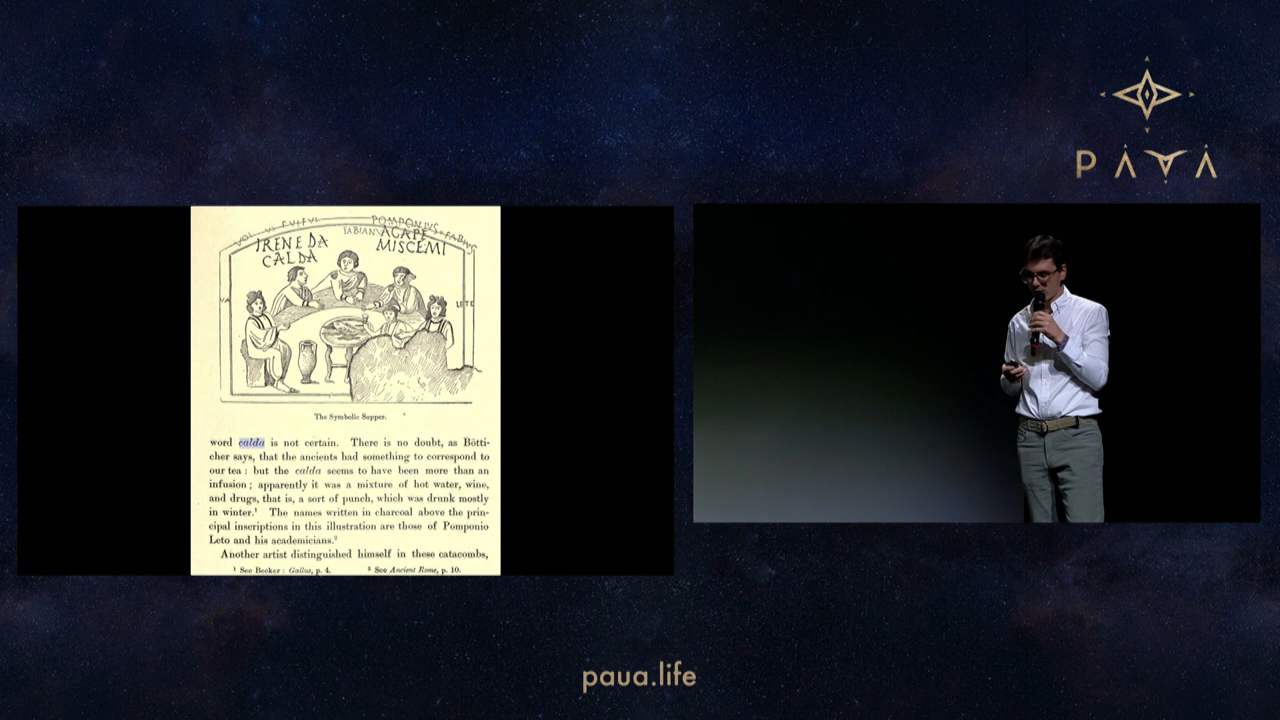 PAUA
POMPONIVS
FABIANV
FABIVS
IRENE DA
CALDA
AGAPE
MISCEMI
The Symbolic Supper.
word calda is not certain. There is no doubt, as Bötti-
cher says, that the ancients had something to correspond to
our tea : but the calda seems to have been more than an
infusion ; apparently it was a mixture of hot water, wine,
and drugs, that is, a sort of punch, which was drunk mostly
in winter.¹ The names written in charcoal above the prin-
cipal inscriptions in this illustration are those of Pomponio
Leto and his academicians.²
Another artist distinguished himself in these catacombs,
¹ See Becker : Gallus, p. 4. ² See Ancient Rome, p. 10.
paua.life